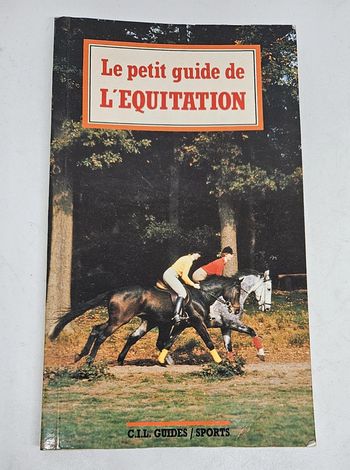 Le petit guide de
L'EQUITATION
C.I.L. GUIDES / SPORTS